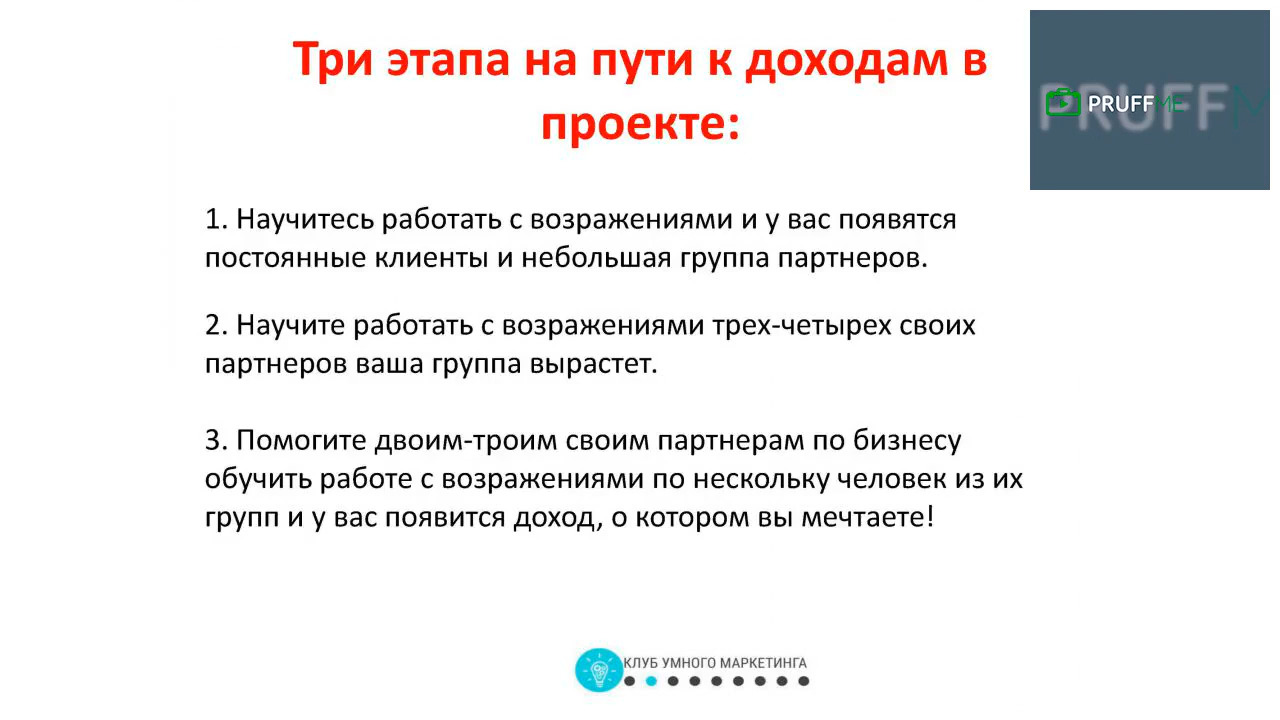 Три этапа на пути к доходам в
проекте:
PRUFFME
PRUFFM
1. Научитесь работать с возражениями и у вас появятся
постоянные клиенты и небольшая группа партнеров.
2. Научите работать с возражениями трех-четырех своих
партнеров ваша группа вырастет.
3. Помогите двоим-троим своим партнерам по бизнесу
обучить работе с возражениями по нескольку человек из их
групп и у вас появится доход, о котором вы мечтаете!
КЛУБ УМНОГО МАРКЕТИНГА